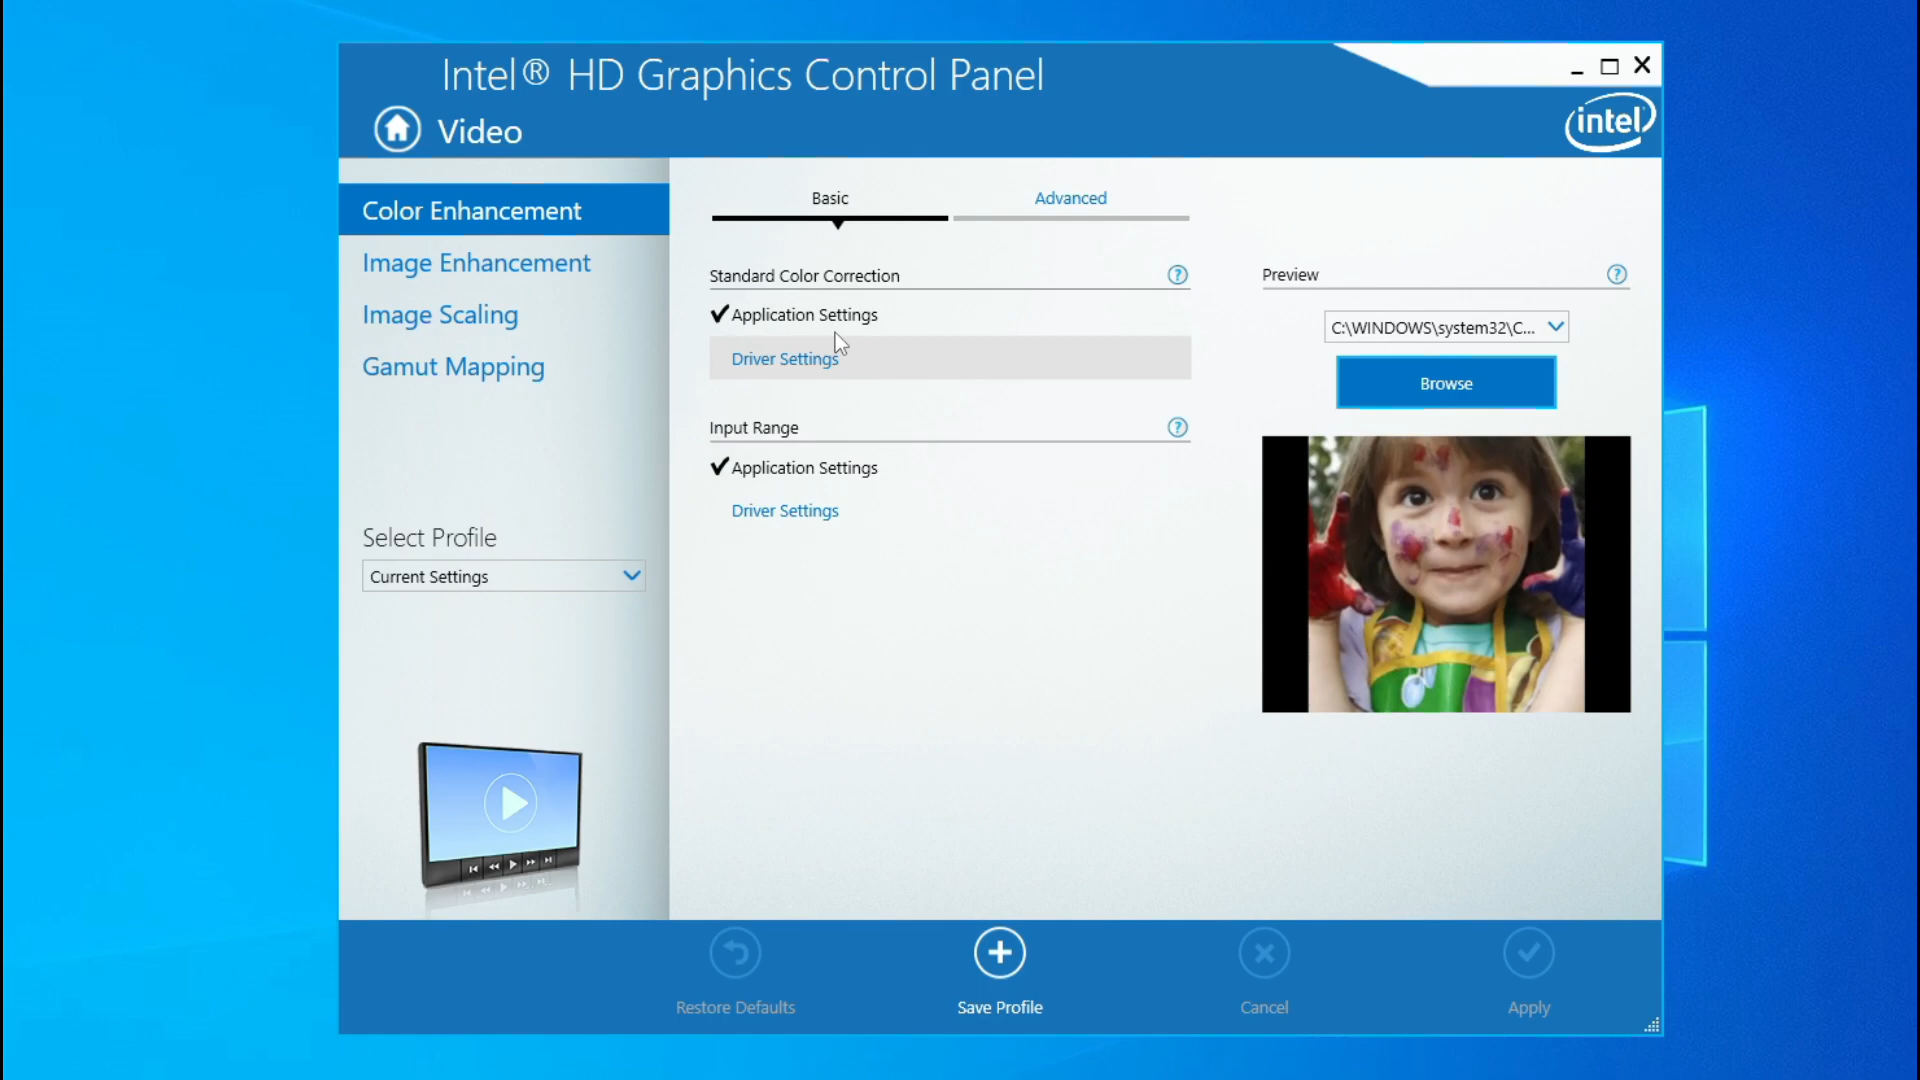 Intel® HD Graphics Control Panel
Video
intel
Color Enhancement
Image Enhancement
Image Scaling
Gamut Mapping
Select Profile
Current Settings
Basic
Advanced
Standard Color Correction
?
Application Settings
Driver Settings
Input Range
?
Application Settings
Driver Settings
Preview
?
C:\WINDOWS\system32\C...
Browse
Restore Defaults
Save Profile
Cancel
Apply